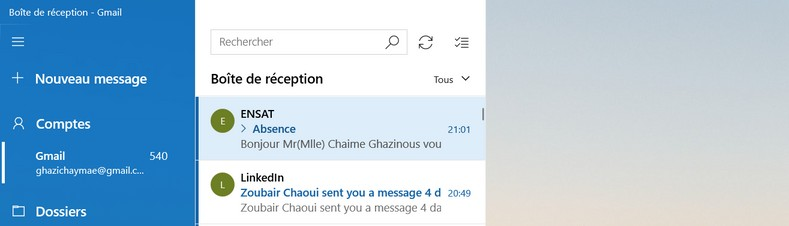 Boîte de réception - Gmail
Rechercher
Nouveau message
Boîte de réception
Tous
Comptes
Gmail 540
ghazichaymae@gmail.c...
Dossiers
E
ENSAT
Absence 21:01
Bonjour Mr(Mlle) Chaime Ghazinous vou
L
LinkedIn
Zoubair Chaoui sent you a message 4 d 20:49
Zoubair Chaoui sent you a message 4 da